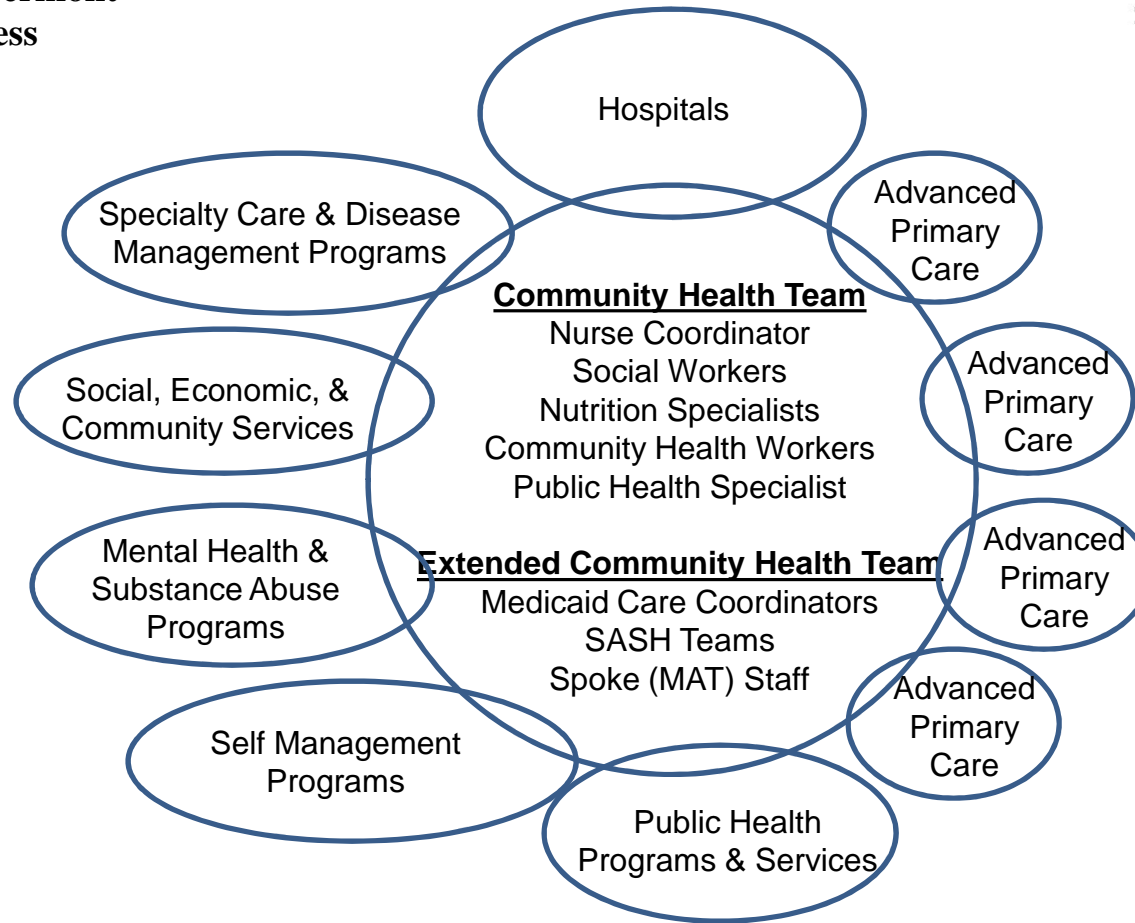 ess
Hospitals
Specialty Care & Disease
Management Programs
Advanced
Primary
Care
Community Health Team
Nurse Coordinator
Social Workers
Nutrition Specialists
Community Health Workers
Public Health Specialist
Social, Economic, &
Community Services
Advanced
Primary
Care
Mental Health &
Substance Abuse
Programs
Extended Community Health Team
Medicaid Care Coordinators
SASH Teams
Spoke (MAT) Staff
Advanced
Primary
Care
Self Management
Programs
Advanced
Primary
Care
Public Health
Programs & Services